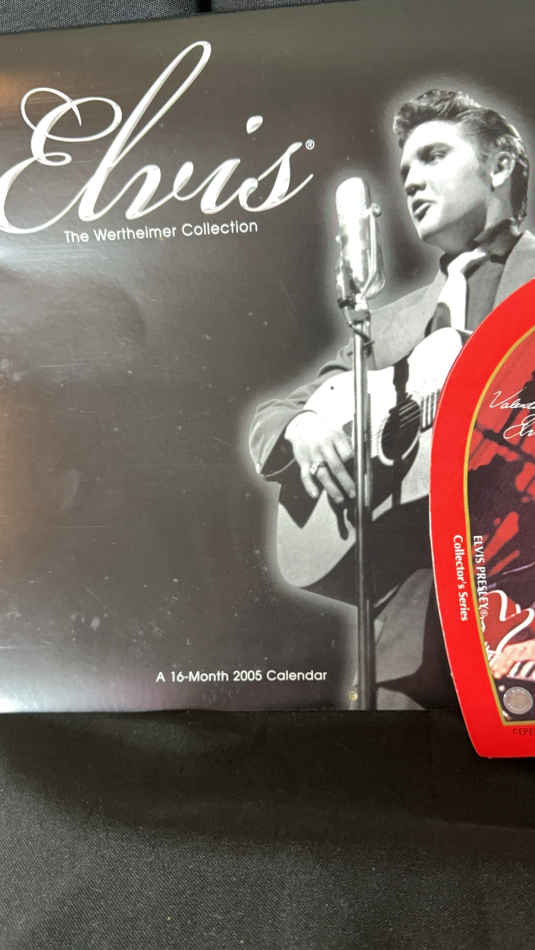 Elvis®
The Wertheimer Collection
A 16-Month 2005 Calendar
ELVIS PRESLEY®
Collector's Series